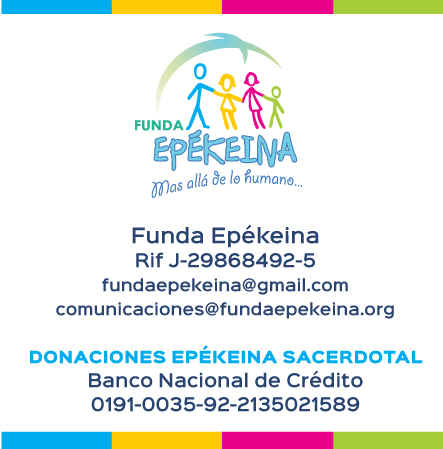 FUNDA
EPÉKEINA
Mas allá de lo humano...
Funda Epékeina
Rif J-29868492-5
fundaepekeina@gmail.com
comunicaciones@fundaepekeina.org
DONACIONES EPÉKEINA SACERDOTAL
Banco Nacional de Crédito
0191-0035-92-2135021589